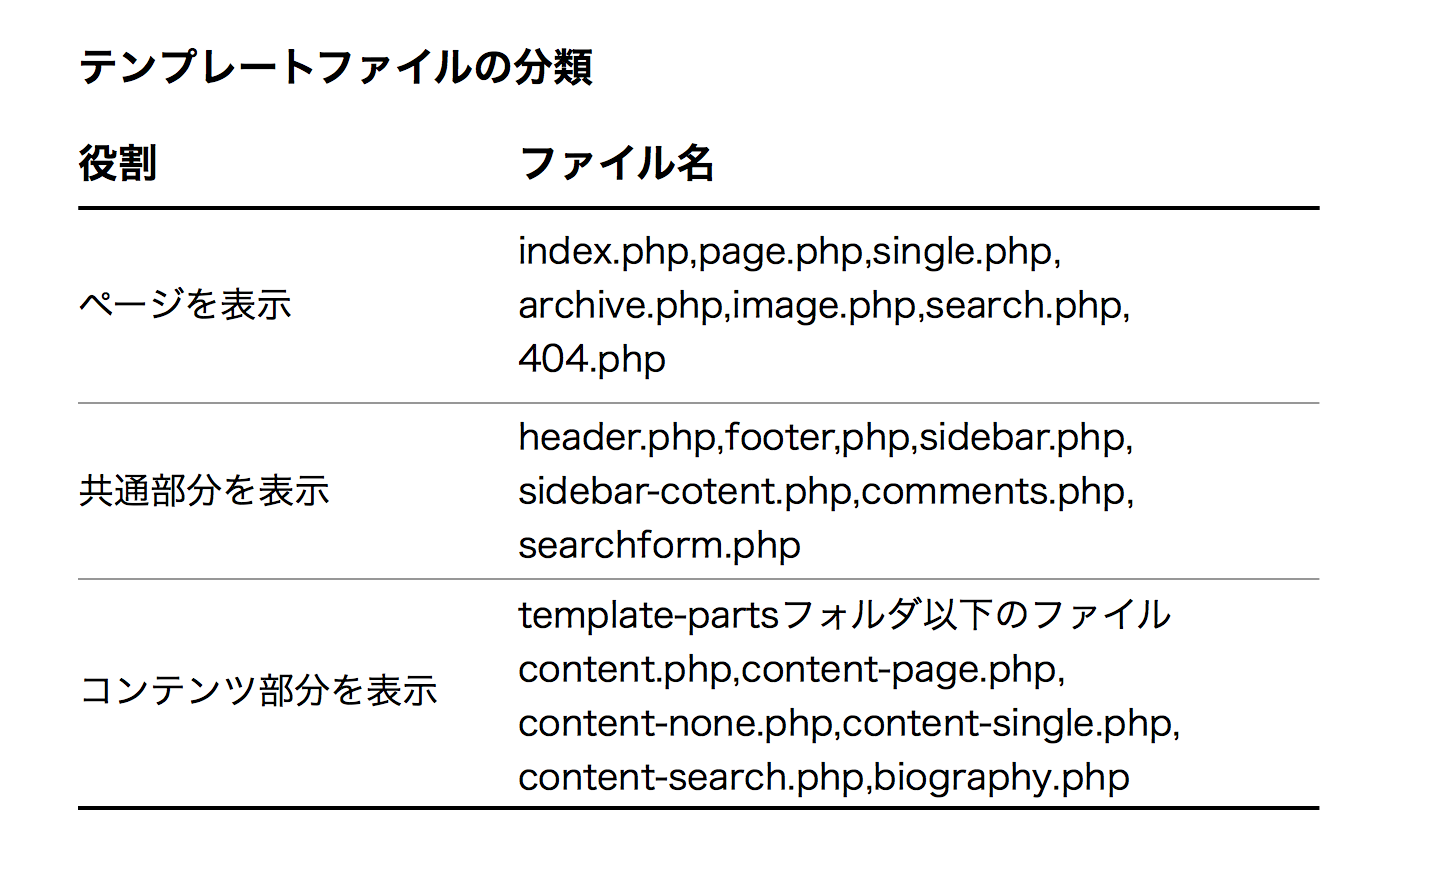 テンプレートファイルの分類
役割 ファイル名
ページを表示
index.php,page.php,single.php,
archive.php,image.php,search.php,
404.php
共通部分を表示
header.php,footer,php,sidebar.php,
sidebar-cotent.php,comments.php,
searchform.php
コンテンツ部分を表示
template-partsフォルダ以下のファイル
content.php,content-page.php,
content-none.php,content-single.php,
content-search.php,biography.php